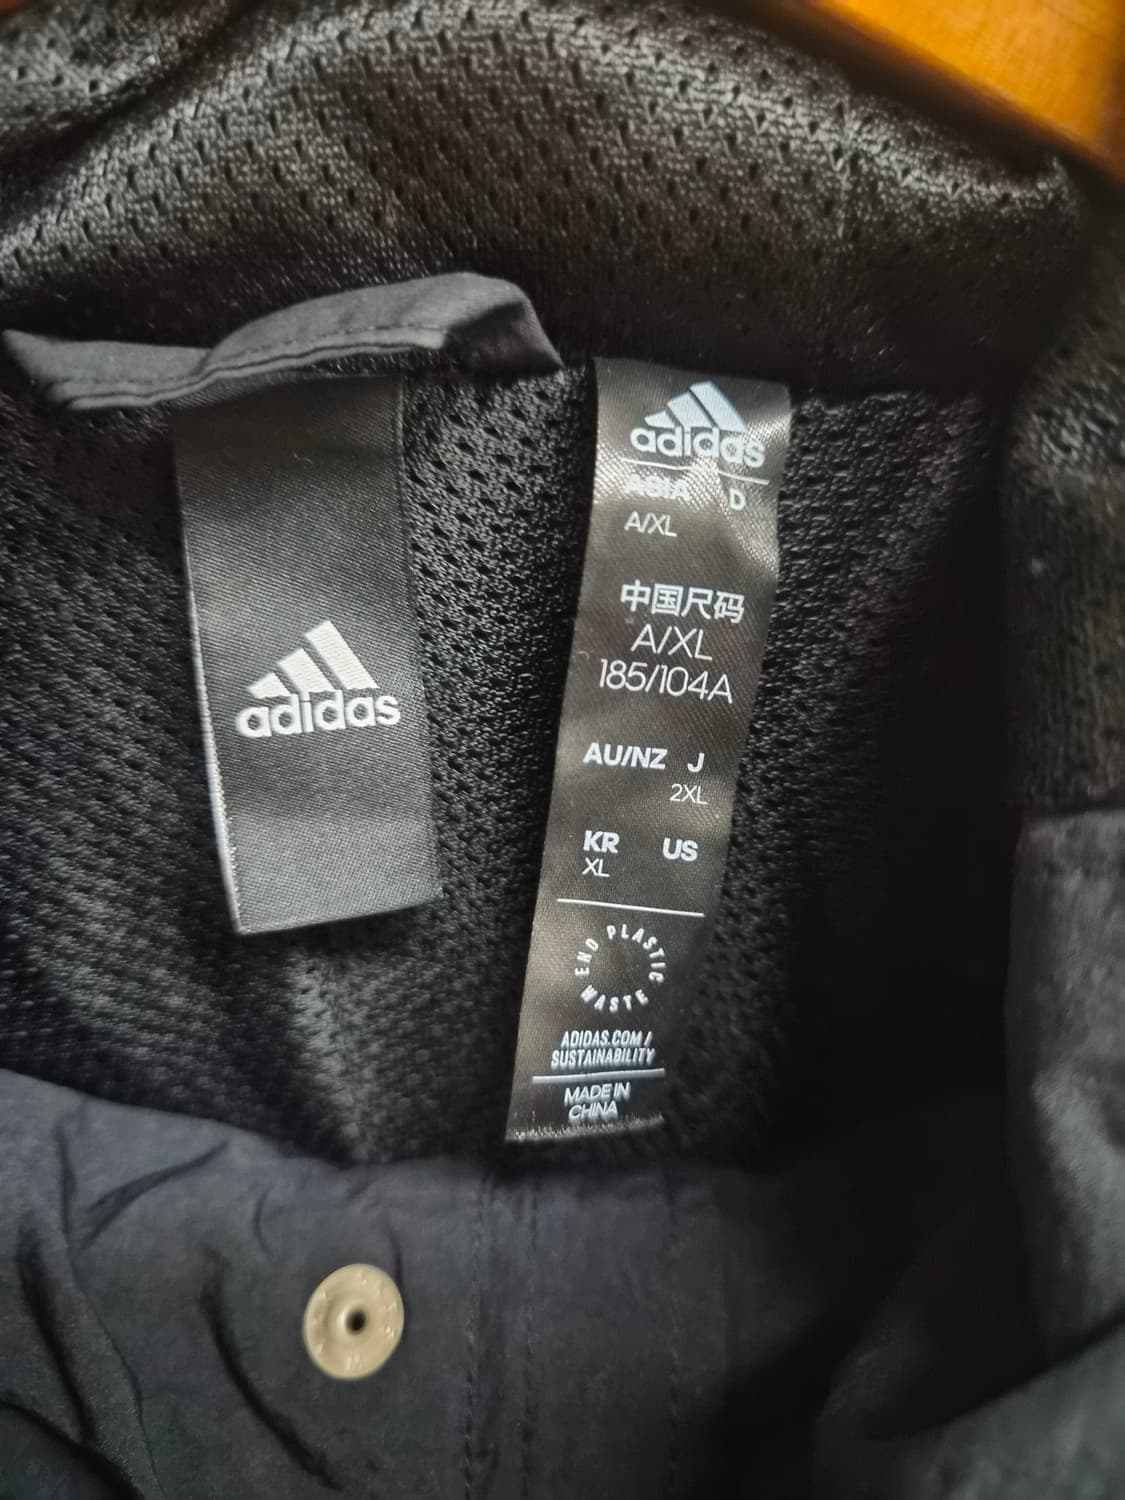 adidas
adidas
ASIA D
A/XL
中国尺码
A/XL
185/104A
AU/NZ J
2XL
KR US
XL
END PLASTIC WASTE
ADIDAS.COM/
SUSTAINABILITY
MADE IN
CHINA